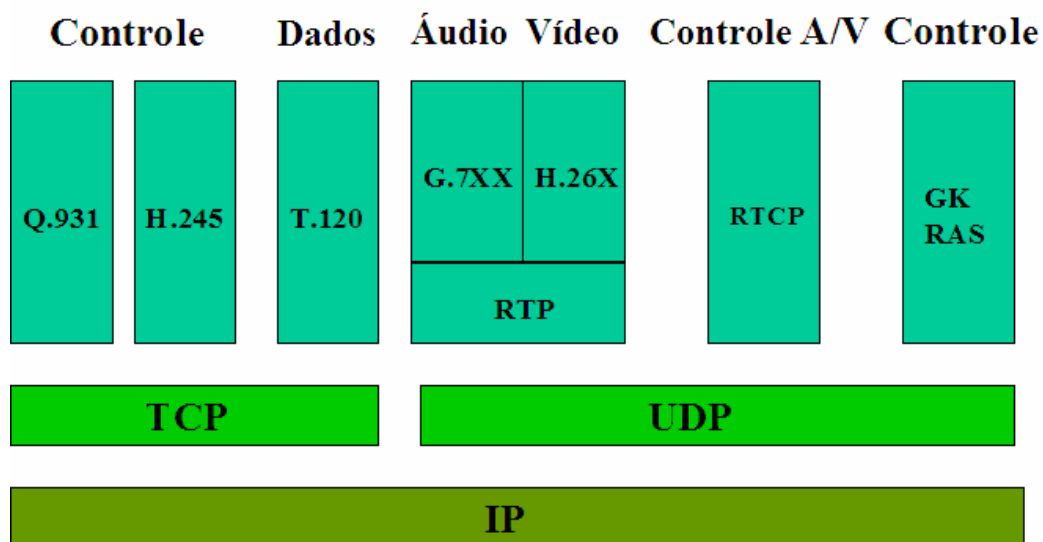 Controle Dados Áudio Vídeo Controle A/V Controle
Q.931 H.245 T.120 G.7XX H.26X RTCP GK
RAS
RTP
TCP UDP
IP